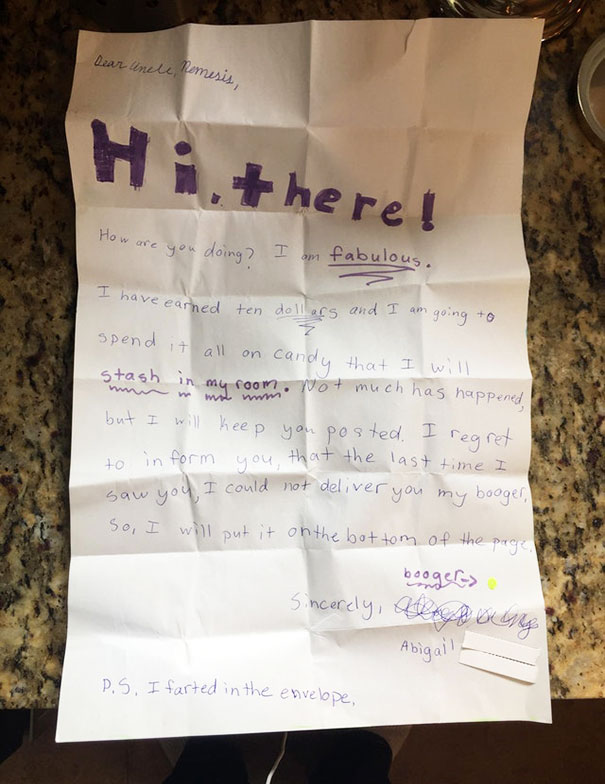 Dear Uncle, Nemesis,
Hi, there!
How are you doing? I am fabulous.
I have earned ten dollars and I am going to
spend it all on candy that I will
stash in my room. Not much has happened,
but I will keep you posted. I regret
to inform you, that the last time I
saw you, I could not deliver you my booger,
So, I will put it on the bottom of the page.
booger→
Sincerely,
Abigail
P.S. I farted in the envelope.